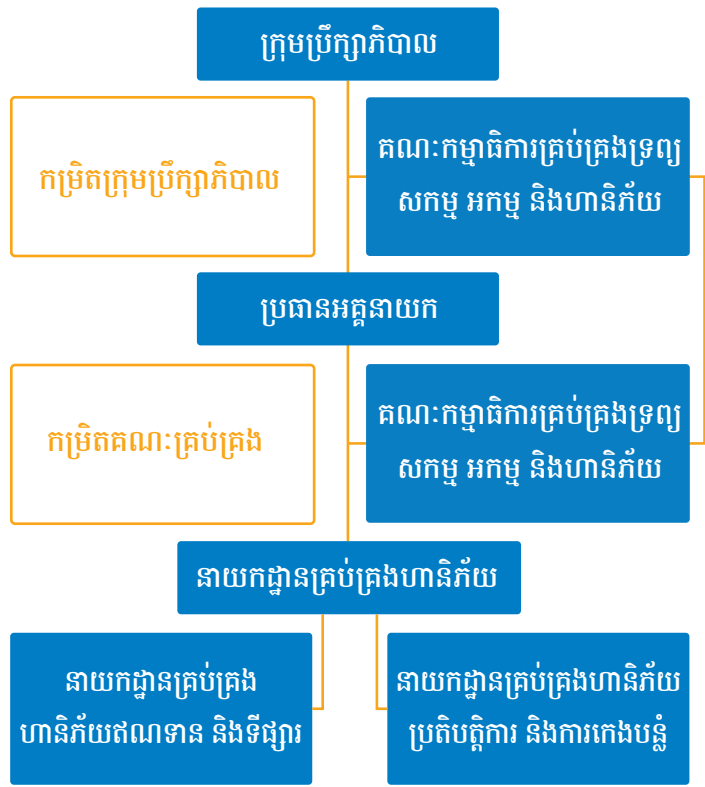 ក្រុមប្រឹក្សាភិបាល
កម្រិតក្រុមប្រឹក្សាភិបាល
គណៈកម្មាធិការគ្រប់គ្រងទ្រព្យ
សកម្ម អកម្ម និងហានិភ័យ
ប្រធានអគ្គនាយក
កម្រិតគណៈគ្រប់គ្រង
គណៈកម្មាធិការគ្រប់គ្រងទ្រព្យ
សកម្ម អកម្ម និងហានិភ័យ
នាយកដ្ឋានគ្រប់គ្រងហានិភ័យ
នាយកដ្ឋានគ្រប់គ្រង
ហានិភ័យឥណទាន និងទីផ្សារ
នាយកដ្ឋានគ្រប់គ្រងហានិភ័យ
ប្រតិបត្តិការ និងការកេងបន្លំ